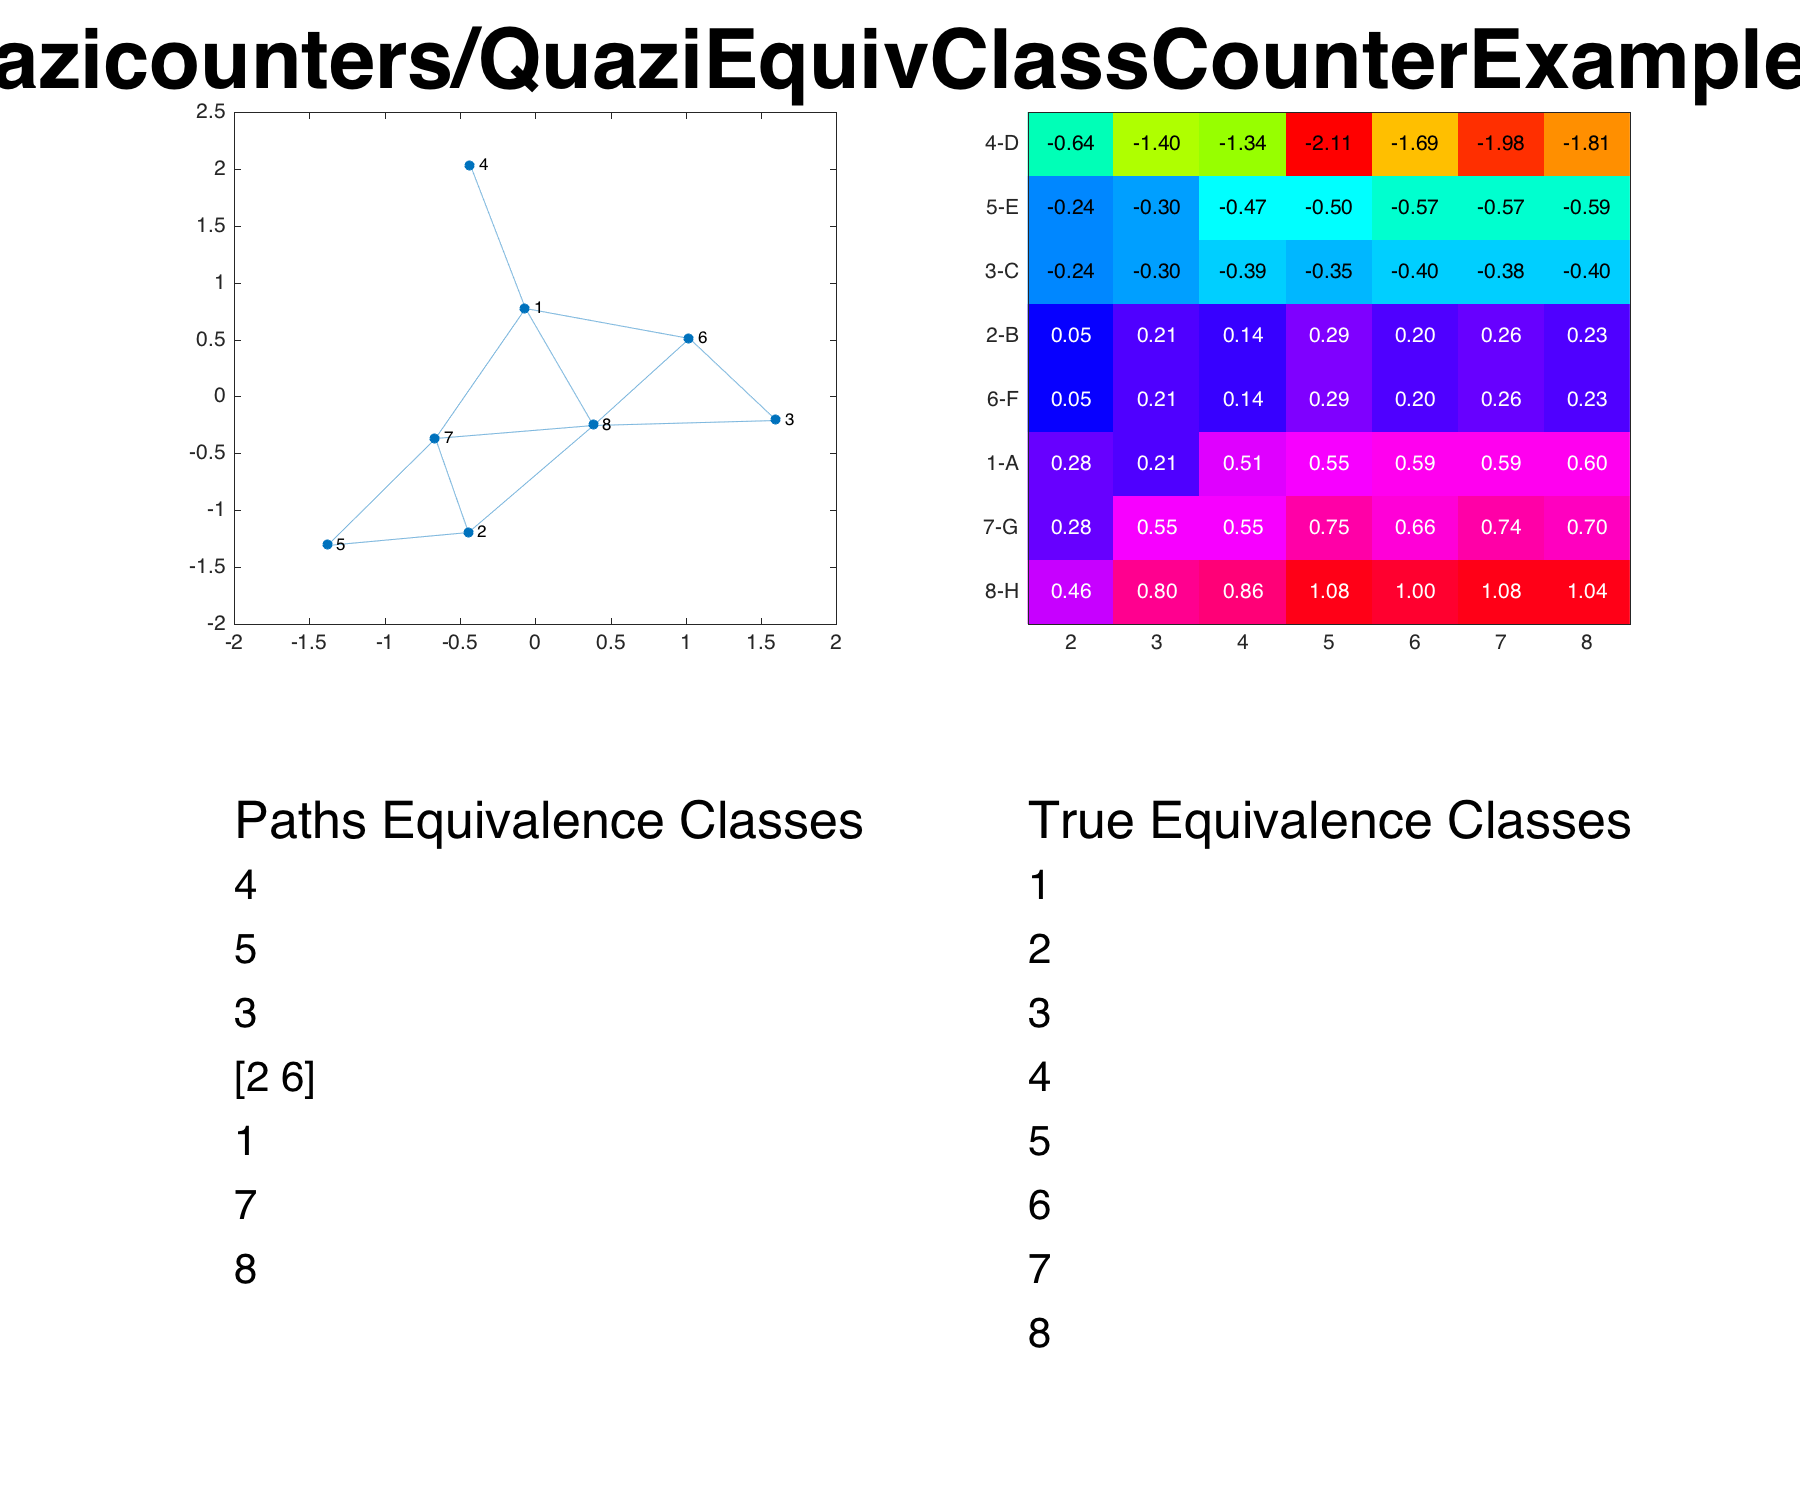 azicounters/QuaziEquivClassCounterExample
2.5
2
1.5
1
0.5
0
-0.5
-1
-1.5
-2
-2 -1.5 -1 -0.5 0 0.5 1 1.5 2
4
1
6
3
8
7
2
5
4-D -0.64 -1.40 -1.34 -2.11 -1.69 -1.98 -1.81
5-E -0.24 -0.30 -0.47 -0.50 -0.57 -0.57 -0.59
3-C -0.24 -0.30 -0.39 -0.35 -0.40 -0.38 -0.40
2-B 0.05 0.21 0.14 0.29 0.20 0.26 0.23
6-F 0.05 0.21 0.14 0.29 0.20 0.26 0.23
1-A 0.28 0.21 0.51 0.55 0.59 0.59 0.60
7-G 0.28 0.55 0.55 0.75 0.66 0.74 0.70
8-H 0.46 0.80 0.86 1.08 1.00 1.08 1.04
2 3 4 5 6 7 8
Paths Equivalence Classes
4
5
3
[2 6]
1
7
8
True Equivalence Classes
1
2
3
4
5
6
7
8